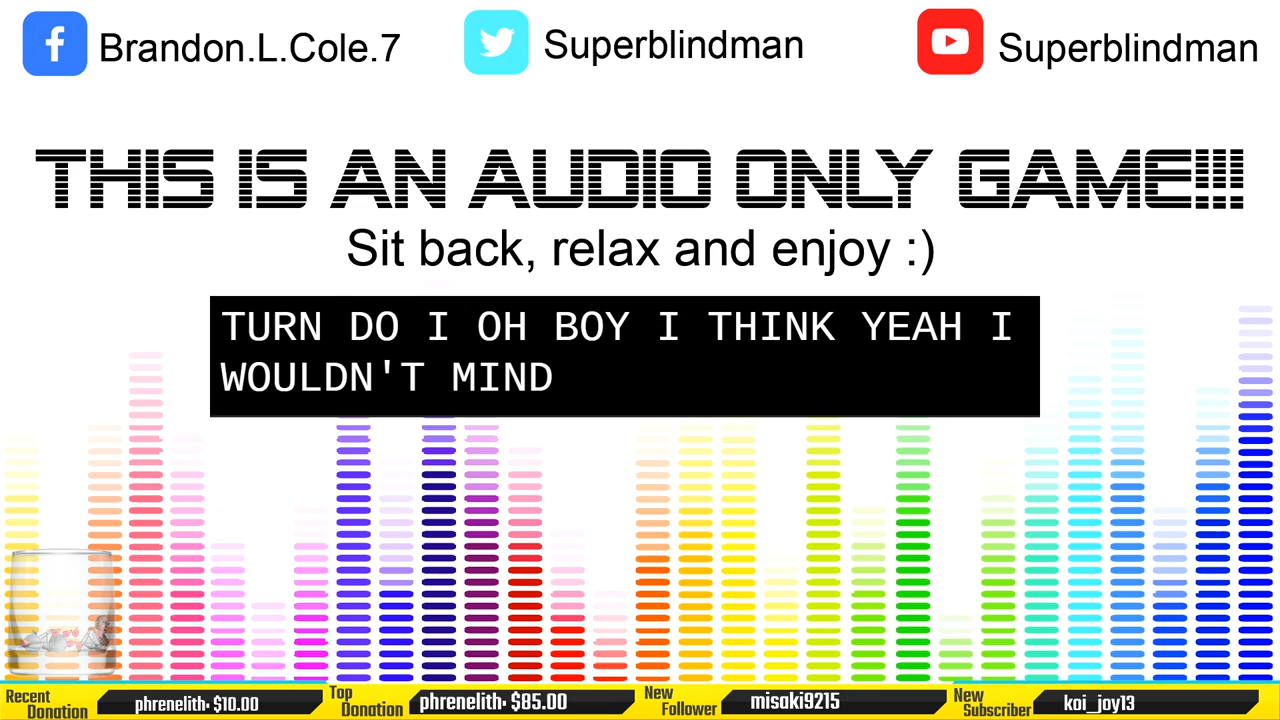 Brandon.L.Cole.7
Superblindman
Superblindman
THIS IS AN AUDIO ONLY GAME!!!
Sit back, relax and enjoy :)
TURN DO I OH BOY I THINK YEAH I
WOULDN'T MIND
Recent
Donation
phrenelith: $10.00
Top
Donation
phrenelith: $85.00
New
Follower
misaki9215
New
Subscriber
koi_joy13